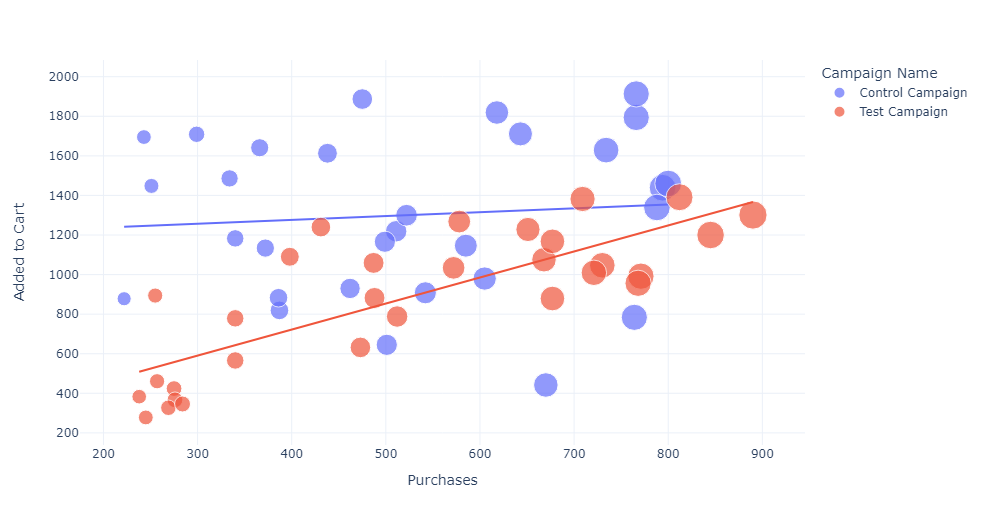 Campaign Name
Control Campaign
Test Campaign
Added to Cart
2000
1800
1600
1400
1200
1000
800
600
400
200
200 300 400 500 600 700 800 900
Purchases